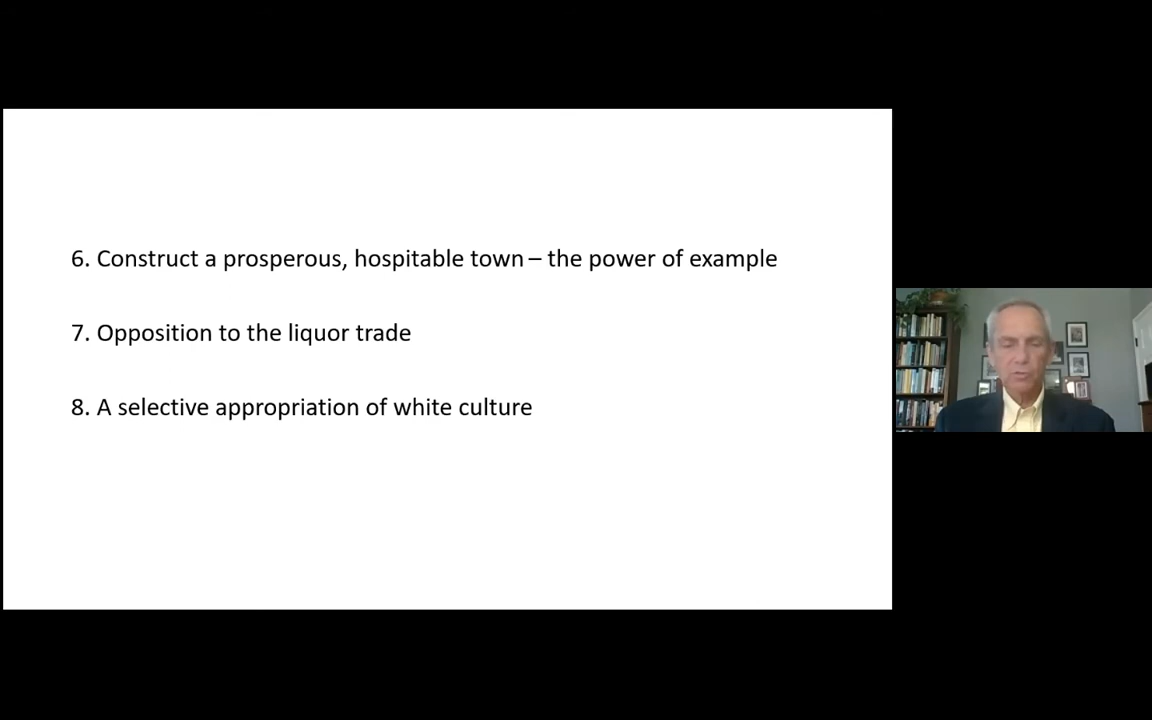 6. Construct a prosperous, hospitable town – the power of example
7. Opposition to the liquor trade
8. A selective appropriation of white culture